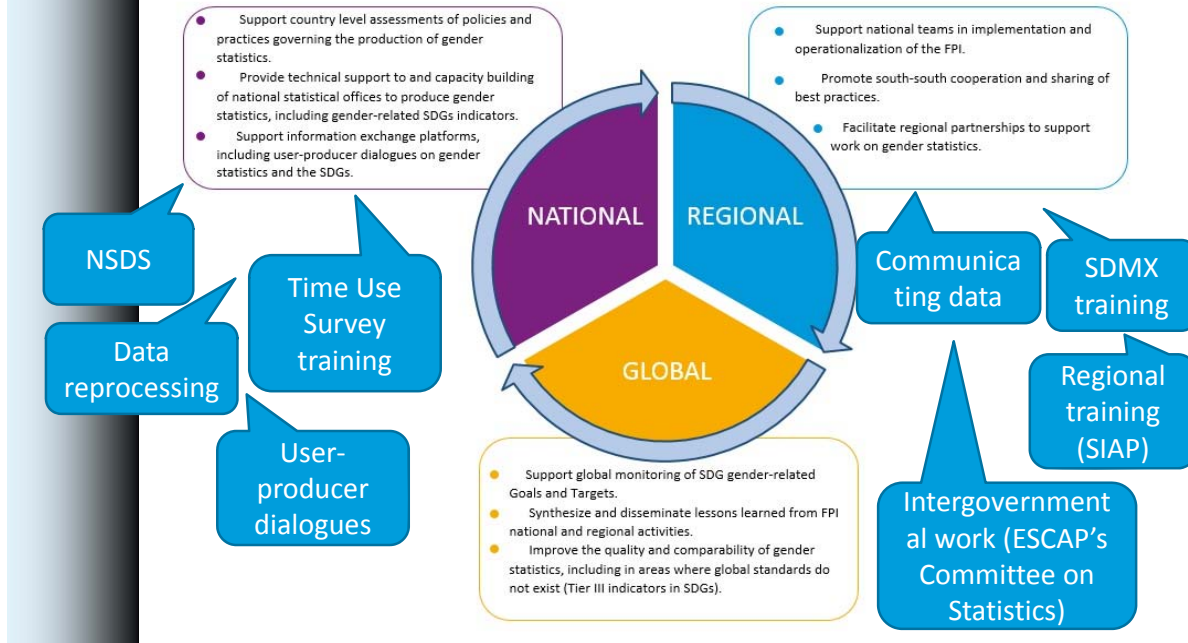 Support country level assessments of policies and
practices governing the production of gender
statistics.
Provide technical support to and capacity building
of national statistical offices to produce gender
statistics, including gender-related SDGs indicators.
Support information exchange platforms,
including user-producer dialogues on gender
statistics and the SDGs.
Support national teams in implementation and
operationalization of the FPI.
Promote south-south cooperation and sharing of
best practices.
Facilitate regional partnerships to support
work on gender statistics.
NATIONAL
REGIONAL
GLOBAL
NSDS
Data
reprocessing
Time Use
Survey
training
User-
producer
dialogues
Communica
ting data
SDMX
training
Regional
training
(SIAP)
Intergovernment
al work (ESCAP’s
Committee on
Statistics)
Support global monitoring of SDG gender-related
Goals and Targets.
Synthesize and disseminate lessons learned from FPI
national and regional activities.
Improve the quality and comparability of gender
statistics, including in areas where global standards do
not exist (Tier III indicators in SDGs).